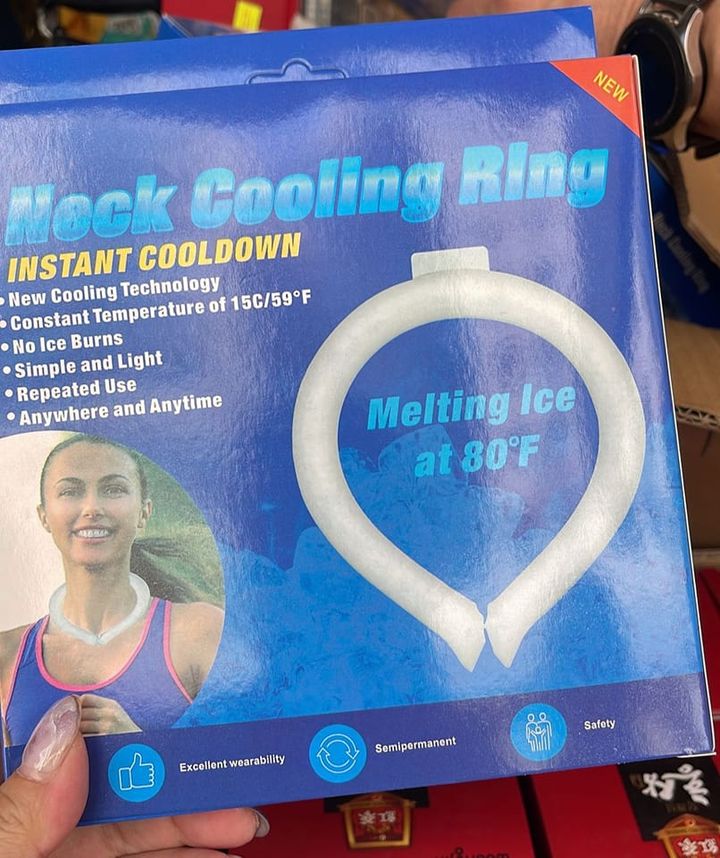 NEW
Neck Cooling Ring
INSTANT COOLDOWN
• New Cooling Technology
• Constant Temperature of 15C/59°F
• No Ice Burns
• Simple and Light
• Repeated Use
• Anywhere and Anytime
Melting Ice
at 80°F
Excellent wearability
Semipermanent
Safety